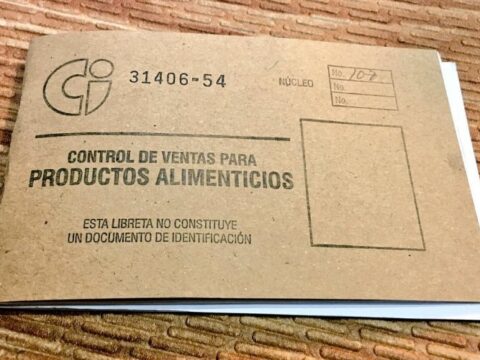 Ci
31406-54
NÚCLEO
No. 107
No.
No.
CONTROL DE VENTAS PARA
PRODUCTOS ALIMENTICIOS
ESTA LIBRETA NO CONSTITUYE
UN DOCUMENTO DE IDENTIFICACIÓN